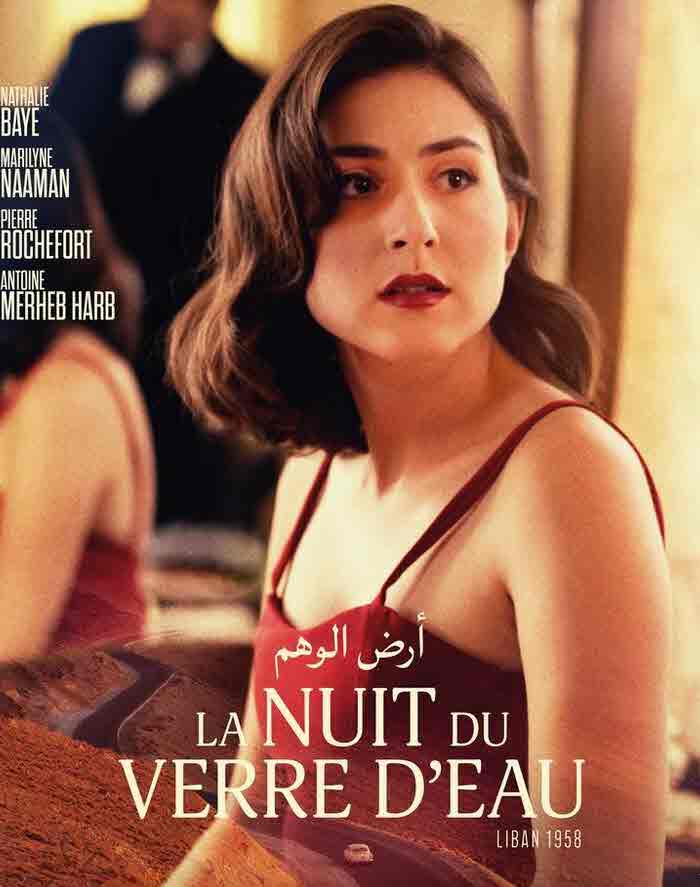 NATHALIE
BAYE
MARILYNE
NAAMAN
PIERRE
ROCHEFORT
ANTOINE
MERHEB HARB
أرض الوهم
LA NUIT DU
VERRE D'EAU
LIBAN 1958